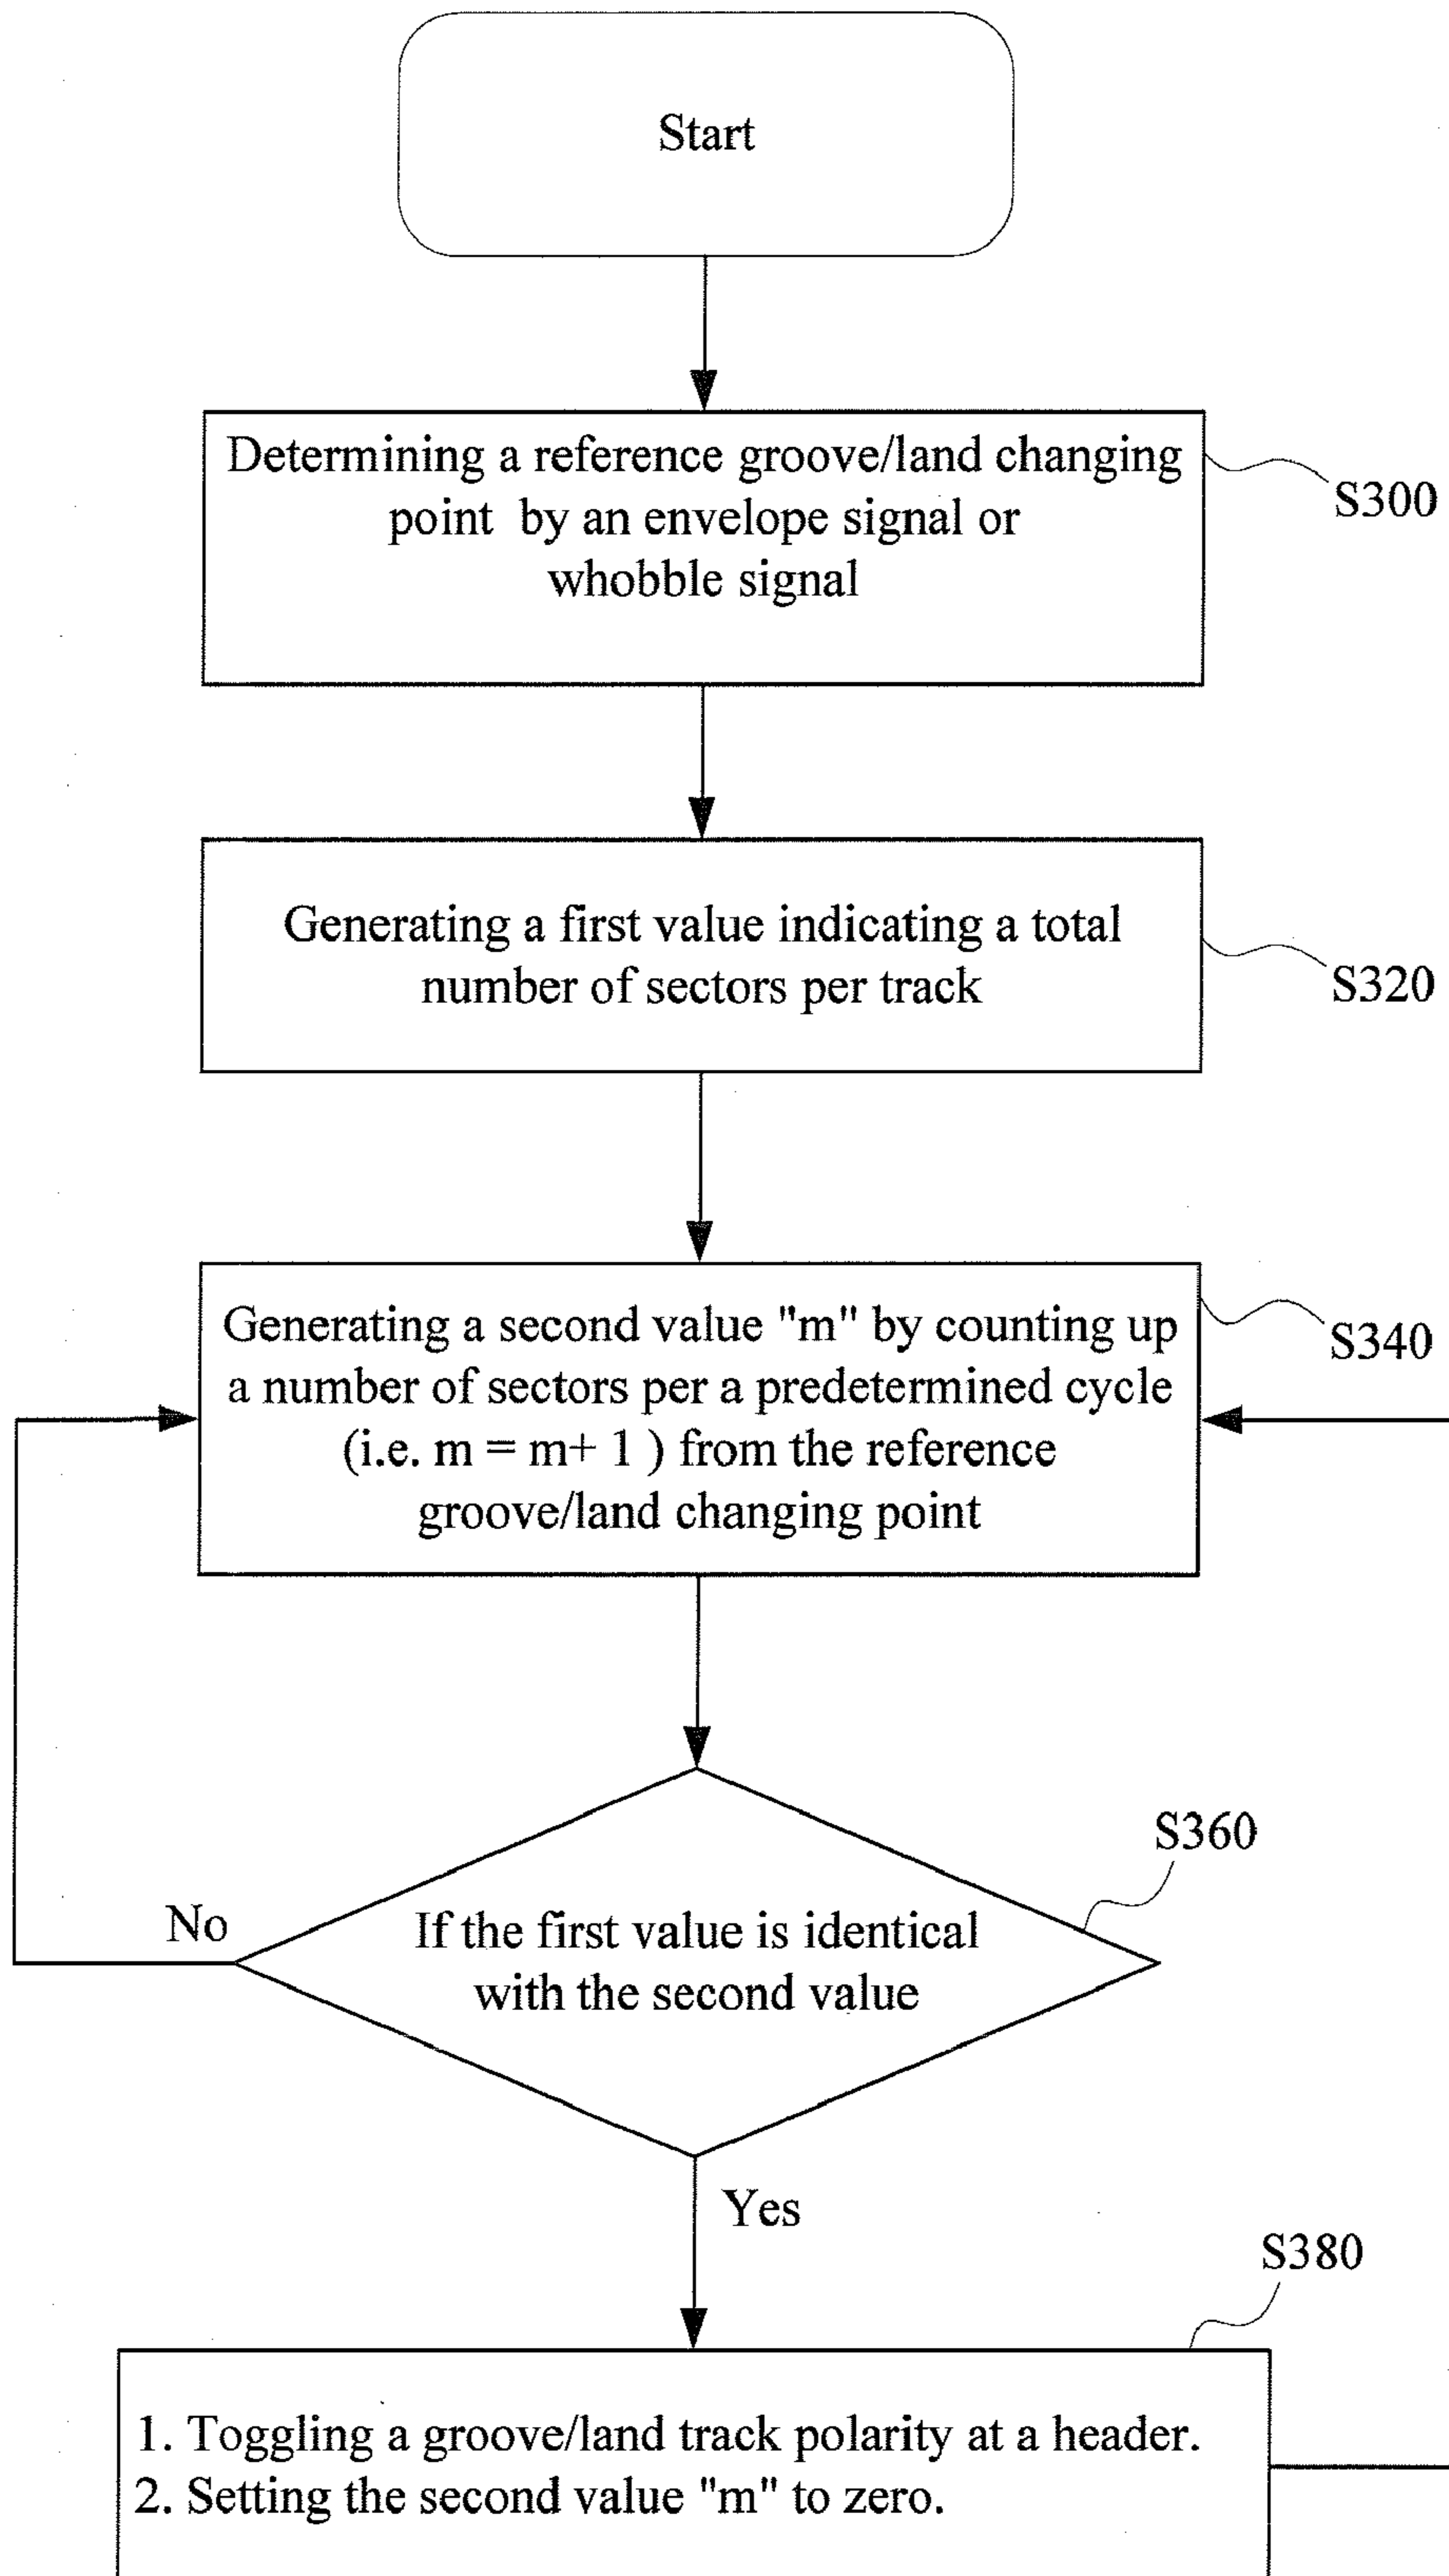 Start
Determining a reference groove/land changing
point by an envelope signal or
whobble signal
S300
Generating a first value indicating a total
number of sectors per track
S320
Generating a second value "m" by counting up
a number of sectors per a predetermined cycle
(i.e. m = m+ 1 ) from the reference
groove/land changing point
S340
S360
If the first value is identical
with the second value
No
Yes
S380
1. Toggling a groove/land track polarity at a header.
2. Setting the second value "m" to zero.